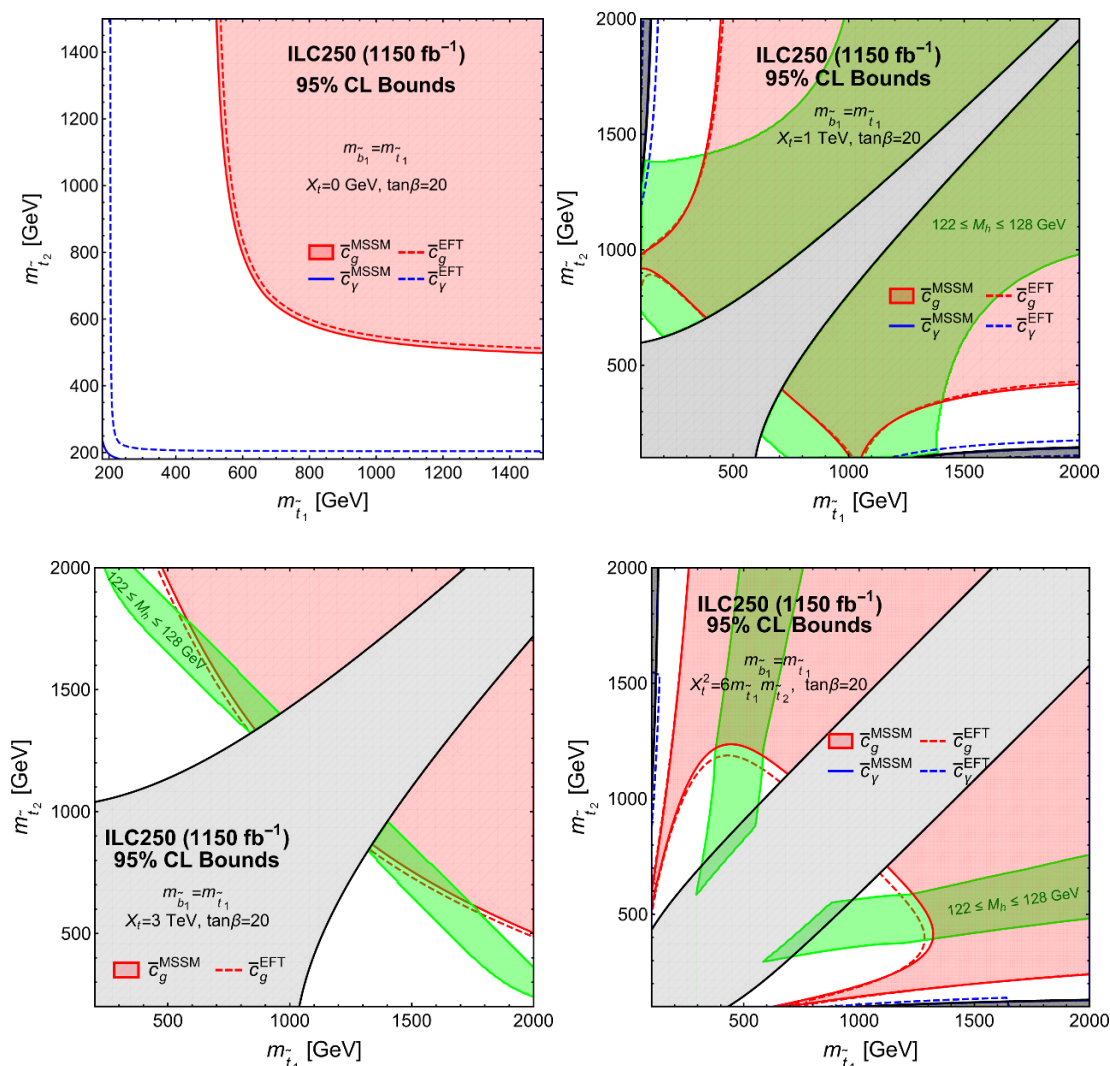 ILC250 (1150 fb⁻¹)
95% CL Bounds
m_b̃₁=m_t̃₁
X_t=0 GeV, tanβ=20
c̄_g^MSSM c̄_g^EFT
c̄_γ^MSSM c̄_γ^EFT
1400
1200
1000
800
600
400
200
m_t̃₂ [GeV]
200 400 600 800 1000 1200 1400
m_t̃₁ [GeV]
ILC250 (1150 fb⁻¹)
95% CL Bounds
m_b̃₁=m_t̃₁
X_t=1 TeV, tanβ=20
122 ≤ M_h ≤ 128 GeV
c̄_g^MSSM c̄_g^EFT
c̄_γ^MSSM c̄_γ^EFT
2000
1500
1000
500
m_t̃₂ [GeV]
500 1000 1500 2000
m_t̃₁ [GeV]
122 ≤ M_h ≤ 128 GeV
ILC250 (1150 fb⁻¹)
95% CL Bounds
m_b̃₁=m_t̃₁
X_t=3 TeV, tanβ=20
c̄_g^MSSM c̄_g^EFT
2000
1500
1000
500
m_t̃₂ [GeV]
500 1000 1500 2000
m_t̃₁ [GeV]
ILC250 (1150 fb⁻¹)
95% CL Bounds
m_b̃₁=m_t̃₁
X_t²=6m_t̃₁ m_t̃₂, tanβ=20
c̄_g^MSSM c̄_g^EFT
c̄_γ^MSSM c̄_γ^EFT
122 ≤ M_h ≤ 128 GeV
2000
1500
1000
500
m_t̃₂ [GeV]
500 1000 1500 2000
m_t̃ [GeV]